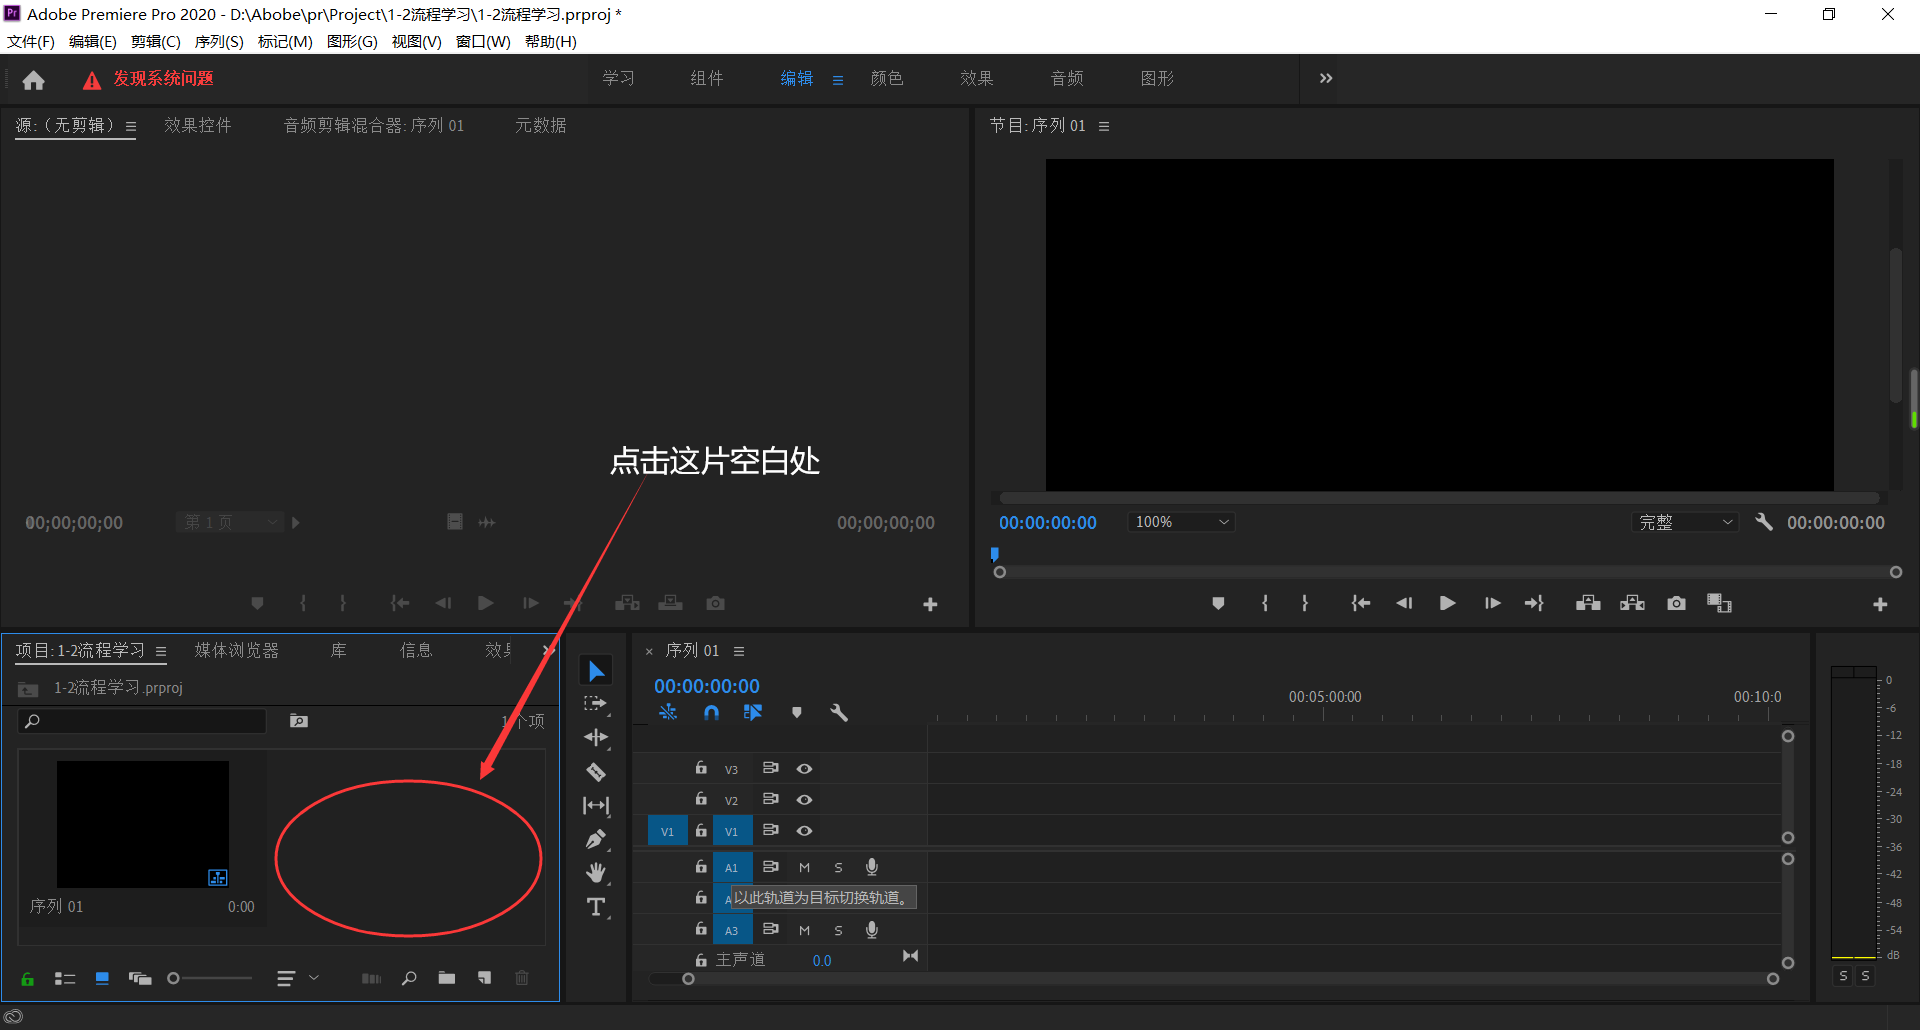 Adobe Premiere Pro 2020 - D:\Abobe\pr\Project\1-2流程学习\1-2流程学习.prproj *
文件(F) 编辑(E) 剪辑(C) 序列(S) 标记(M) 图形(G) 视图(V) 窗口(W) 帮助(H)
发现系统问题 学习 组件 编辑 颜色 效果 音频 图形
源:（无剪辑） 效果控件 音频剪辑混合器: 序列 01 元数据
节目: 序列 01
点击这片空白处
00;00;00;00 第 1 页 00;00;00;00
00:00:00:00 100% 完整 00:00:00:00
项目: 1-2流程学习 媒体浏览器 库 信息
1-2流程学习.prproj
1 个项
序列 01 0:00
× 序列 01
00:00:00:00
00:05:00:00 00:10:0
V3
V2
V1 V1
A1 M S
以此轨道为目标切换轨道。
A3 M S
主声道 0.0
0
-6
-12
-18
-24
-30
-36
-42
-48
-54
dB
S S